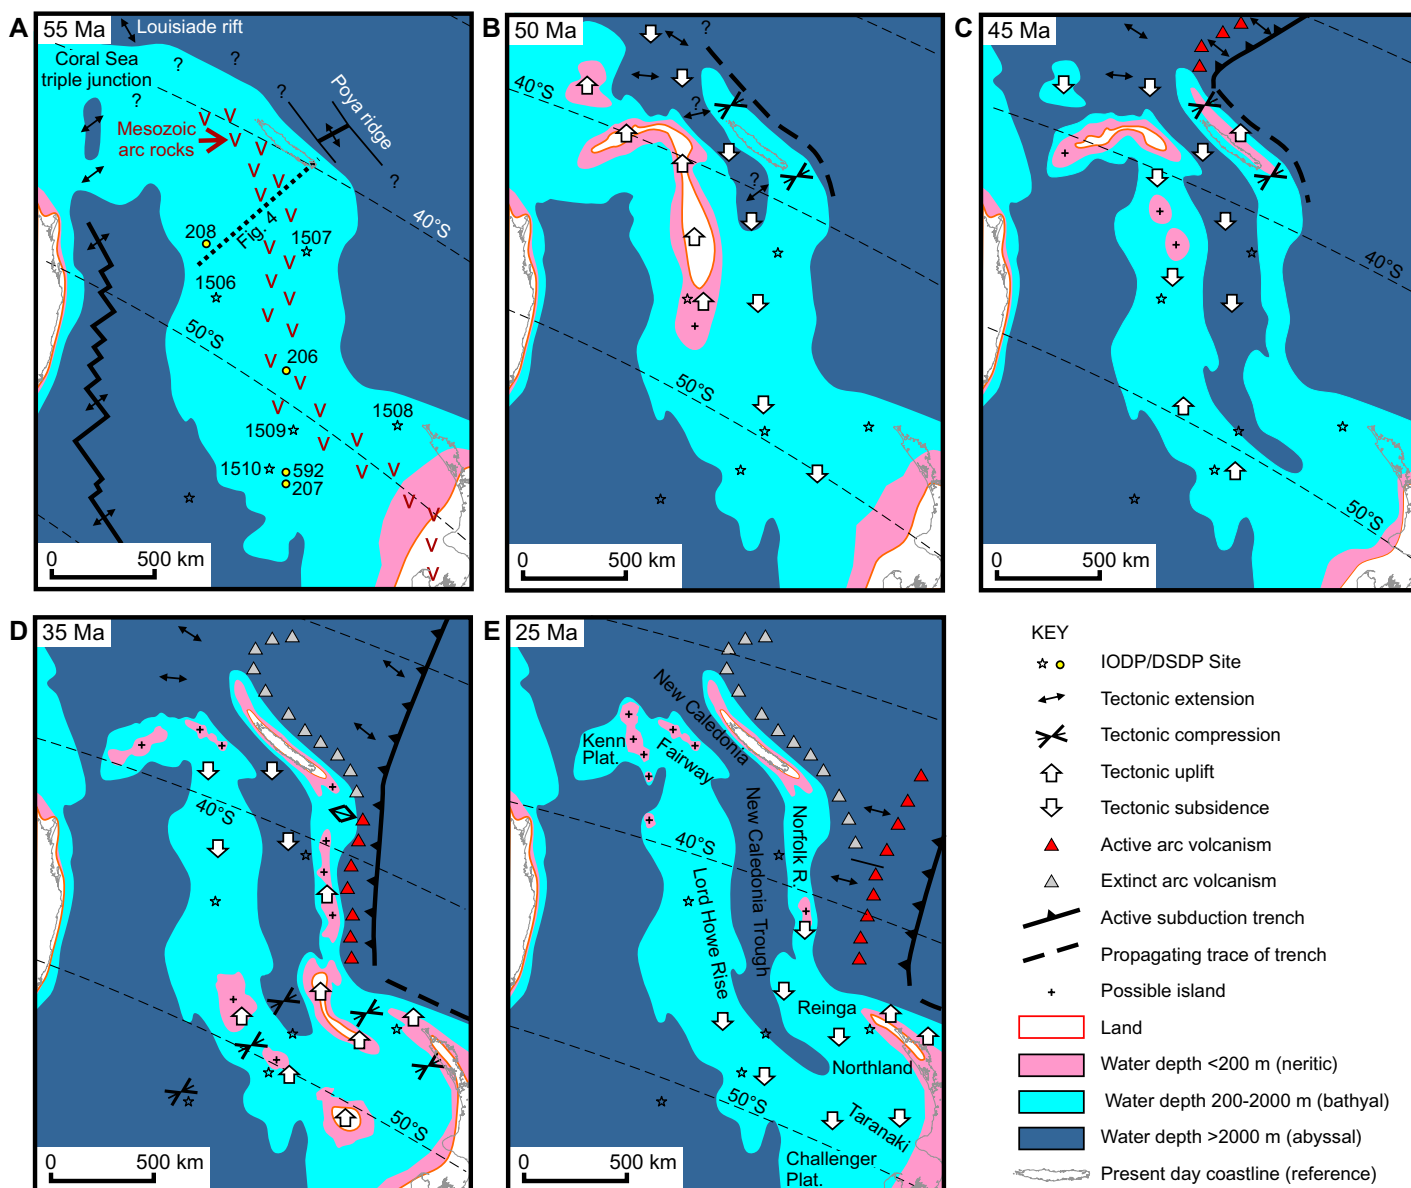 A
55 Ma
Louisiade rift
?
?
Coral Sea
triple junction
?
?
Poya ridge
Mesozoic
arc rocks
?
Fig. 4
40°S
208
1507
1506
50°S
206
1508
1509
1510
592
207
0 500 km
B
50 Ma
?
40°S
?
?
50°S
0 500 km
C
45 Ma
40°S
50°S
0 500 km
D
35 Ma
40°S
50°S
0 500 km
E
25 Ma
New Caledonia
Kenn
Plat.
Fairway
40°S
New Caledonia Trough
Norfolk R.
Lord Howe Rise
Reinga
Northland
50°S
Taranaki
Challenger
Plat.
0 500 km
KEY
IODP/DSDP Site
Tectonic extension
Tectonic compression
Tectonic uplift
Tectonic subsidence
Active arc volcanism
Extinct arc volcanism
Active subduction trench
Propagating trace of trench
Possible island
Land
Water depth <200 m (neritic)
Water depth 200-2000 m (bathyal)
Water depth >2000 m (abyssal)
Present day coastline (reference)